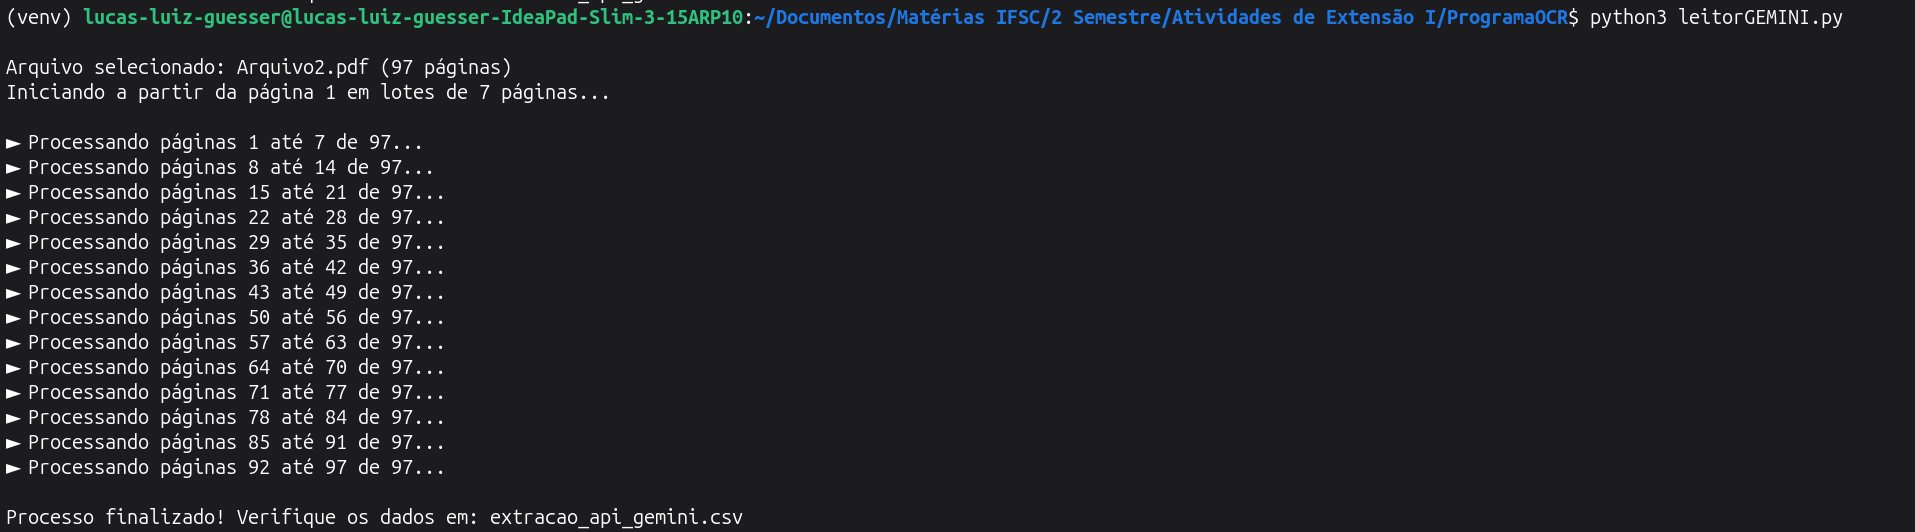 (venv) lucas-luiz-guesser@lucas-luiz-guesser-IdeaPad-Slim-3-15ARP10:~/Documentos/Matérias IFSC/2 Semestre/Atividades de Extensão I/ProgramaOCR$ python3 leitorGEMINI.py
Arquivo selecionado: Arquivo2.pdf (97 páginas)
Iniciando a partir da página 1 em lotes de 7 páginas...
► Processando páginas 1 até 7 de 97...
► Processando páginas 8 até 14 de 97...
► Processando páginas 15 até 21 de 97...
► Processando páginas 22 até 28 de 97...
► Processando páginas 29 até 35 de 97...
► Processando páginas 36 até 42 de 97...
► Processando páginas 43 até 49 de 97...
► Processando páginas 50 até 56 de 97...
► Processando páginas 57 até 63 de 97...
► Processando páginas 64 até 70 de 97...
► Processando páginas 71 até 77 de 97...
► Processando páginas 78 até 84 de 97...
► Processando páginas 85 até 91 de 97...
► Processando páginas 92 até 97 de 97...
Processo finalizado! Verifique os dados em: extracao_api_gemini.csv